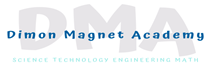 DMA
Dimon Magnet Academy
Science Technology Engineering Math